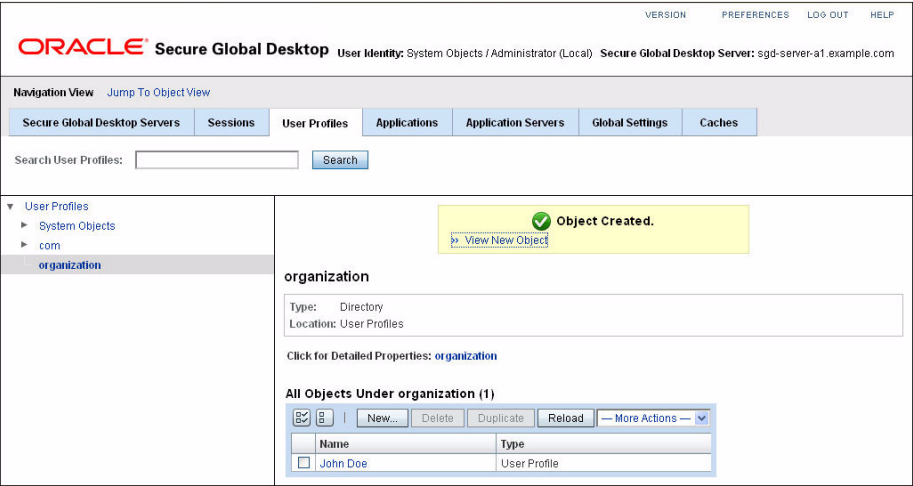 VERSION PREFERENCES LOG OUT HELP
ORACLE® Secure Global Desktop User Identity: System Objects / Administrator (Local) Secure Global Desktop Server: sgd-server-a1.example.com
Navigation View Jump To Object View
Secure Global Desktop Servers Sessions User Profiles Applications Application Servers Global Settings Caches
Search User Profiles: Search
User Profiles
System Objects
com
organization
Object Created.
» View New Object
organization
Type: Directory
Location: User Profiles
Click for Detailed Properties: organization
All Objects Under organization (1)
New... Delete Duplicate Reload — More Actions —
Name Type
John Doe User Profile